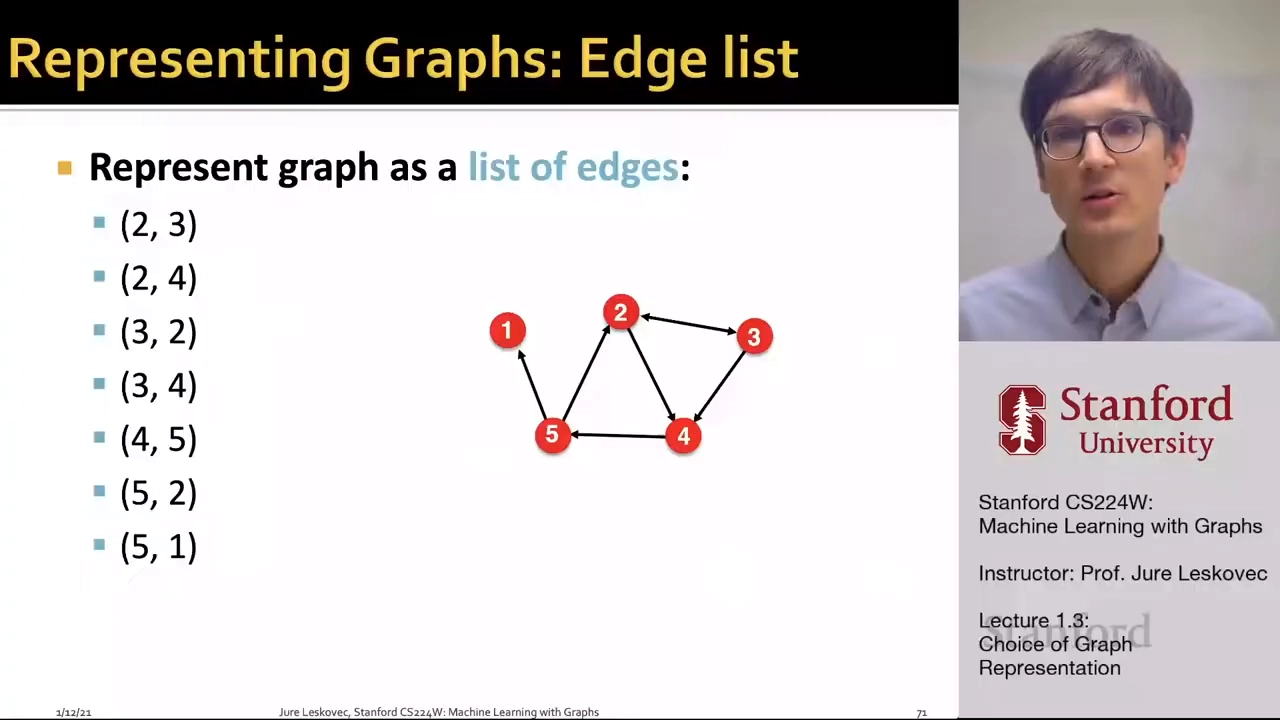 Representing Graphs: Edge list
Represent graph as a list of edges:
(2, 3)
(2, 4)
(3, 2)
(3, 4)
(4, 5)
(5, 2)
(5, 1)
1
2
3
5
4
1/12/21
Jure Leskovec, Stanford CS224W: Machine Learning with Graphs
71
Stanford
University
Stanford CS224W:
Machine Learning with Graphs
Instructor: Prof. Jure Leskovec
Lecture 1.3:
Stanford
Choice of Graph
Representation